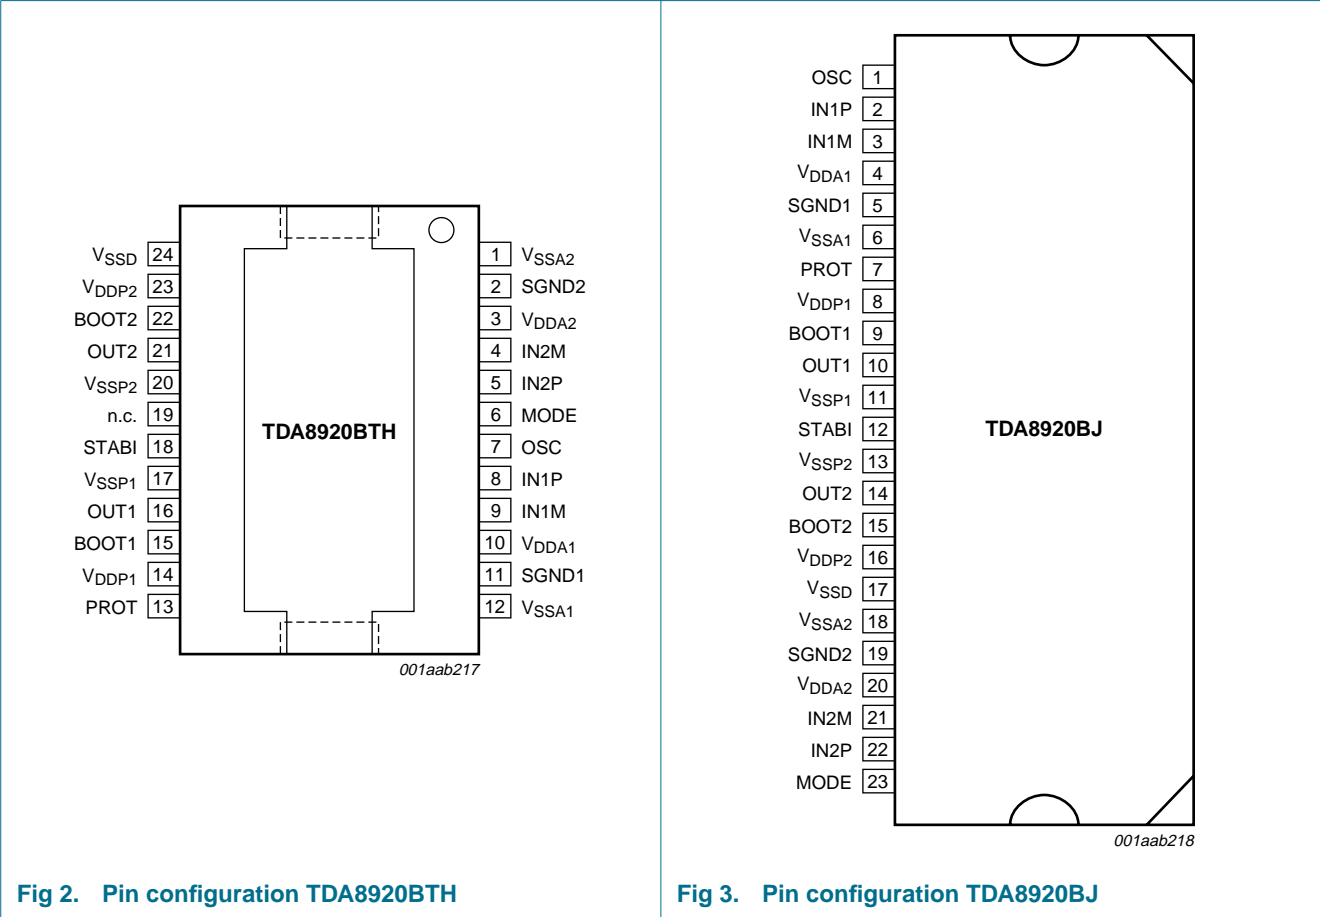 VSSD 24
VDDP2 23
BOOT2 22
OUT2 21
VSSP2 20
n.c. 19
STABI 18
VSSP1 17
OUT1 16
BOOT1 15
VDDP1 14
PROT 13
TDA8920BTH
1 VSSA2
2 SGND2
3 VDDA2
4 IN2M
5 IN2P
6 MODE
7 OSC
8 IN1P
9 IN1M
10 VDDA1
11 SGND1
12 VSSA1
001aab217
Fig 2. Pin configuration TDA8920BTH
OSC 1
IN1P 2
IN1M 3
VDDA1 4
SGND1 5
VSSA1 6
PROT 7
VDDP1 8
BOOT1 9
OUT1 10
VSSP1 11
STABI 12
VSSP2 13
OUT2 14
BOOT2 15
VDDP2 16
VSSD 17
VSSA2 18
SGND2 19
VDDA2 20
IN2M 21
IN2P 22
MODE 23
TDA8920BJ
001aab218
Fig 3. Pin configuration TDA8920BJ